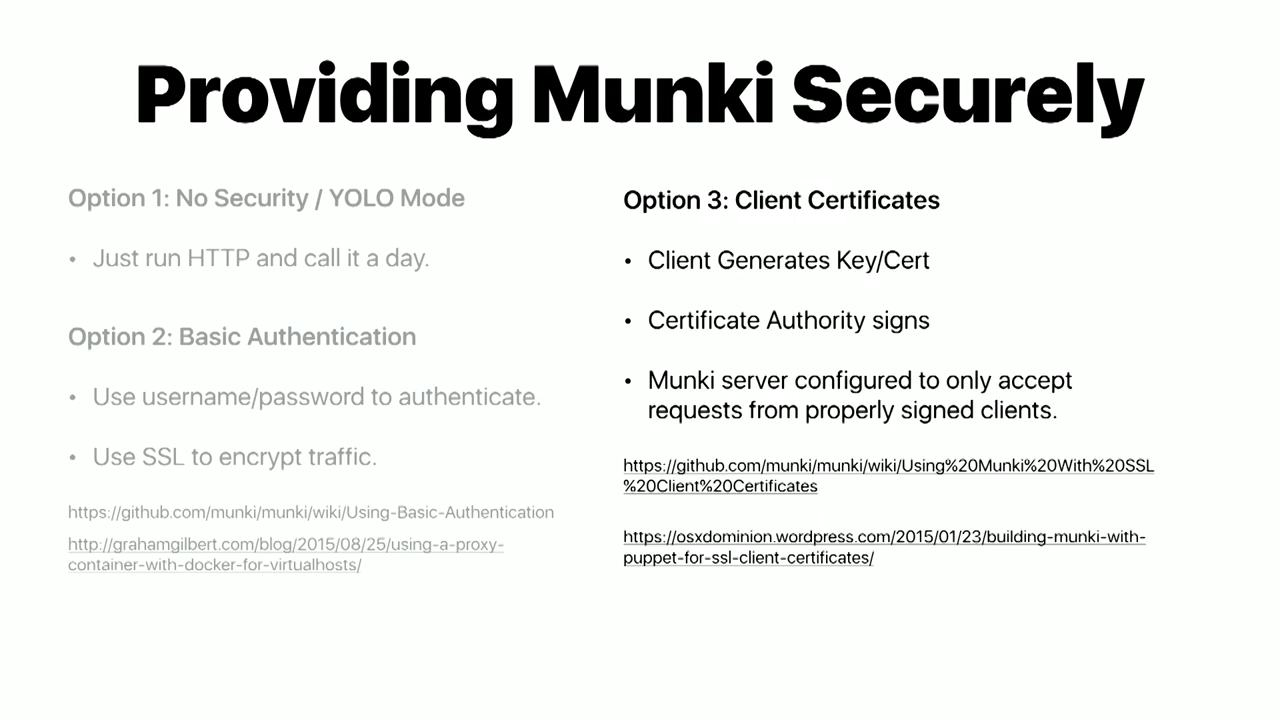 Providing Munki Securely
Option 1: No Security / YOLO Mode
• Just run HTTP and call it a day.
Option 2: Basic Authentication
• Use username/password to authenticate.
• Use SSL to encrypt traffic.
https://github.com/munki/munki/wiki/Using-Basic-Authentication
http://grahamgilbert.com/blog/2015/08/25/using-a-proxy-
container-with-docker-for-virtualhosts/
Option 3: Client Certificates
• Client Generates Key/Cert
• Certificate Authority signs
• Munki server configured to only accept
requests from properly signed clients.
https://github.com/munki/munki/wiki/Using%20Munki%20With%20SSL
%20Client%20Certificates
https://osxdominion.wordpress.com/2015/01/23/building-munki-with-
puppet-for-ssl-client-certificates/